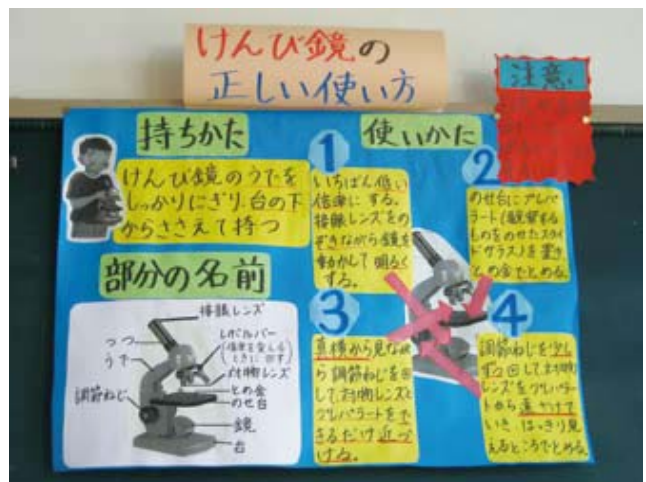 けんび鏡の
正しい使い方
注意
持ちかた
けんび鏡のうでを
しっかりにぎり、台の下
からささえて持つ
部分の名前
接眼レンズ
レボルバー
(倍率を変える
ときに回す)
つつ
うで
対物レンズ
調節ねじ
とめ金
のせ台
鏡
台
使いかた
1
いちばん低い
倍率にする。
接眼レンズをの
ぞきながら鏡を
動かして明るく
する。
2
のせ台にプレパ
ラート(観察する
ものをのせたスライ
ドガラス)を置き、
とめ金でとめる。
3
真横から見なが
ら調節ねじを回
して、対物レンズと
プレパラートをで
きるだけ近づ
ける。
4
調節ねじを少し
ずつ回して、対物
レンズをプレパラー
トから遠ざけて
いき、はっきり見
えるところでとめる。